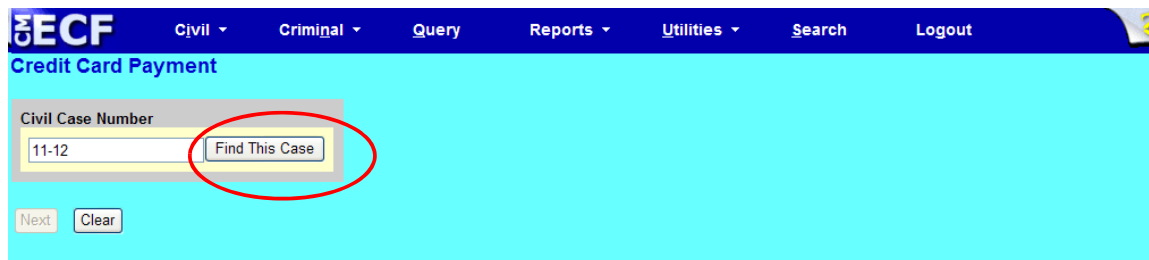 CM ECF Civil Criminal Query Reports Utilities Search Logout
Credit Card Payment
Civil Case Number
11-12 Find This Case
Next Clear